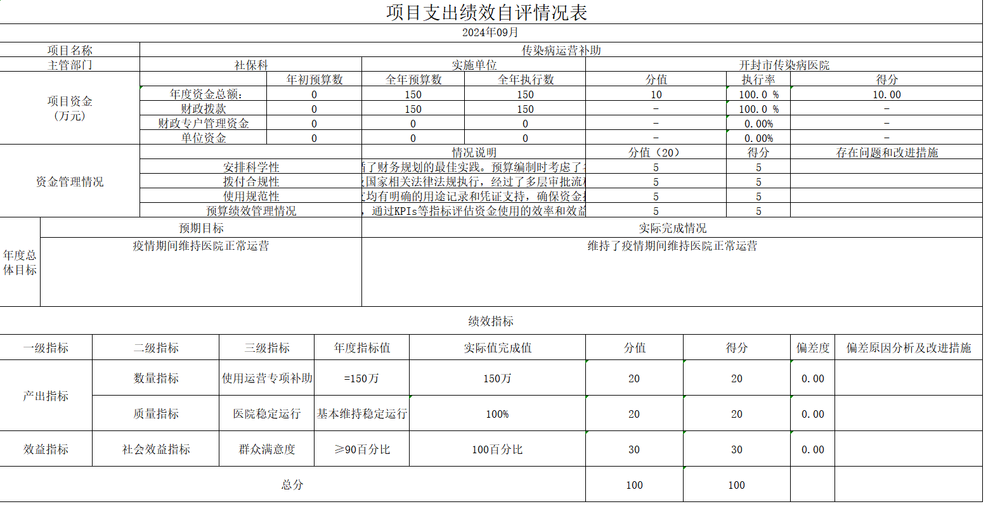 项目支出绩效自评情况表
2024年09月
项目名称 传染病运营补助
主管部门 社保科 实施单位 开封市传染病医院
项目资金
(万元)
年初预算数 全年预算数 全年执行数 分值 执行率 得分
年度资金总额: 0 150 150 10 100.0 % 10.00
财政拨款 0 150 150 － 100.0 % －
财政专户管理资金 0 0 0 － 0.00% －
单位资金 0 0 0 － 0.00% －
资金管理情况
情况说明 分值（20） 得分 存在问题和改进措施
安排科学性 了财务规划的最佳实践。预算编制时考虑了 5 5
拨付合规性 国家相关法律法规执行，经过了多层审批流 5 5
使用规范性 均有明确的用途记录和凭证支持，确保资金 5 5
预算绩效管理情况 ，通过KPIs等指标评估资金使用的效率和效益 5 5
年度总
体目标
预期目标 实际完成情况
疫情期间维持医院正常运营 维持了疫情期间维持医院正常运营
绩效指标
一级指标 二级指标 三级指标 年度指标值 实际值完成值 分值 得分 偏差度 偏差原因分析及改进措施
产出指标
数量指标 使用运营专项补助 =150万 150万 20 20 0.00
质量指标 医院稳定运行 基本维持稳定运行 100% 20 20 0.00
效益指标 社会效益指标 群众满意度 ≥90百分比 100百分比 30 30 0.00
总分 100 100